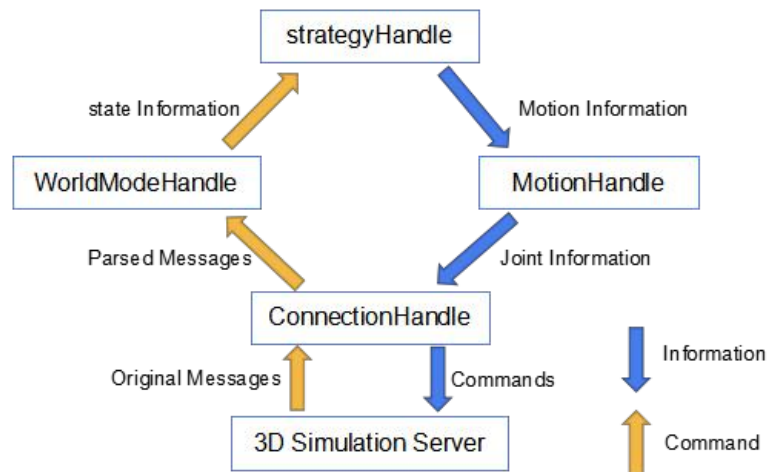 strategyHandle
state Information
Motion Information
WorldModeHandle
MotionHandle
Parsed Messages
Joint Information
ConnectionHandle
Information
Original Messages
Commands
3D Simulation Server
Command